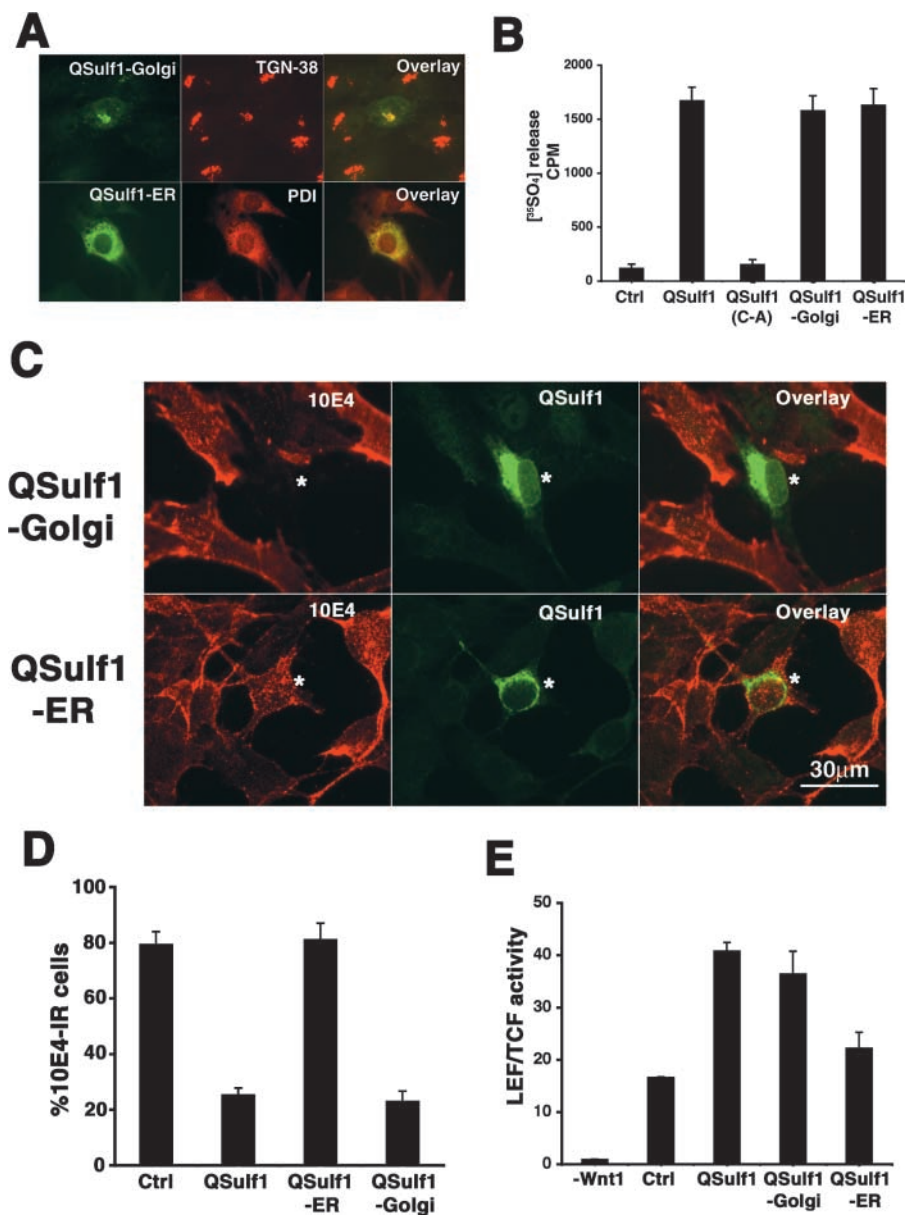 A
QSulf1-Golgi
TGN-38
Overlay
QSulf1-ER
PDI
Overlay
B
2000
1500
1000
500
0
[³⁵SO₄] release
CPM
Ctrl
QSulf1
QSulf1
(C-A)
QSulf1
-Golgi
QSulf1
-ER
C
QSulf1
-Golgi
10E4
*
QSulf1
*
Overlay
*
QSulf1
-ER
10E4
*
QSulf1
*
Overlay
*
30μm
D
100
80
60
40
20
0
%10E4-IR cells
Ctrl
QSulf1
QSulf1
-ER
QSulf1
-Golgi
E
50
40
30
20
10
0
LEF/TCF activity
-Wnt1
Ctrl
QSulf1
QSulf1
-Golgi
QSulf1
-ER